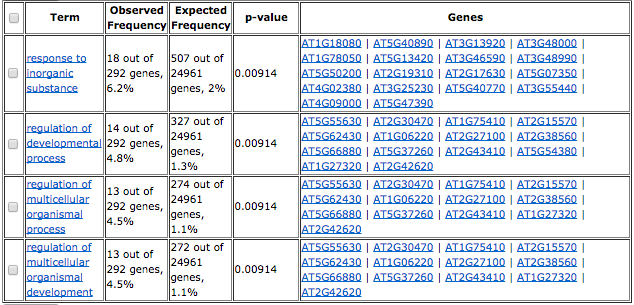 Term Observed Frequency Expected Frequency p-value Genes
response to inorganic substance
18 out of 292 genes, 6.2%
507 out of 24961 genes, 2%
0.00914
AT1G18080 | AT5G40890 | AT3G13920 | AT3G48000 |
AT1G78050 | AT5G13420 | AT3G46590 | AT3G48990 |
AT5G50200 | AT2G19310 | AT2G17630 | AT5G07350 |
AT4G02380 | AT3G25230 | AT5G40770 | AT3G55440 |
AT4G09000 | AT5G47390
regulation of developmental process
14 out of 292 genes, 4.8%
327 out of 24961 genes, 1.3%
0.00914
AT5G55630 | AT2G30470 | AT1G75410 | AT2G15570 |
AT5G62430 | AT1G06220 | AT2G27100 | AT2G38560 |
AT5G66880 | AT5G37260 | AT2G43410 | AT5G54380 |
AT1G27320 | AT2G42620
regulation of multicellular organismal process
13 out of 292 genes, 4.5%
274 out of 24961 genes, 1.1%
0.00914
AT5G55630 | AT2G30470 | AT1G75410 | AT2G15570 |
AT5G62430 | AT1G06220 | AT2G27100 | AT2G38560 |
AT5G66880 | AT5G37260 | AT2G43410 | AT1G27320 |
AT2G42620
regulation of multicellular organismal development
13 out of 292 genes, 4.5%
272 out of 24961 genes, 1.1%
0.00914
AT5G55630 | AT2G30470 | AT1G75410 | AT2G15570 |
AT5G62430 | AT1G06220 | AT2G27100 | AT2G38560 |
AT5G66880 | AT5G37260 | AT2G43410 | AT1G27320 |
AT2G42620